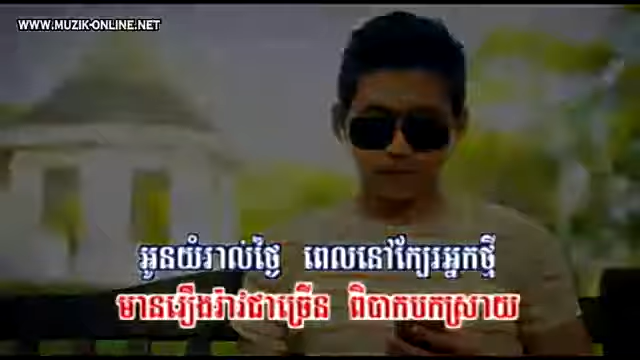 WWW.MUZIK-ONLINE.NET
អូនយំរាល់ថ្ងៃ ពេលនៅក្បែរអ្នកថ្មី
មានរឿងរ៉ាវជាច្រើន ពិបាកបកស្រាយ